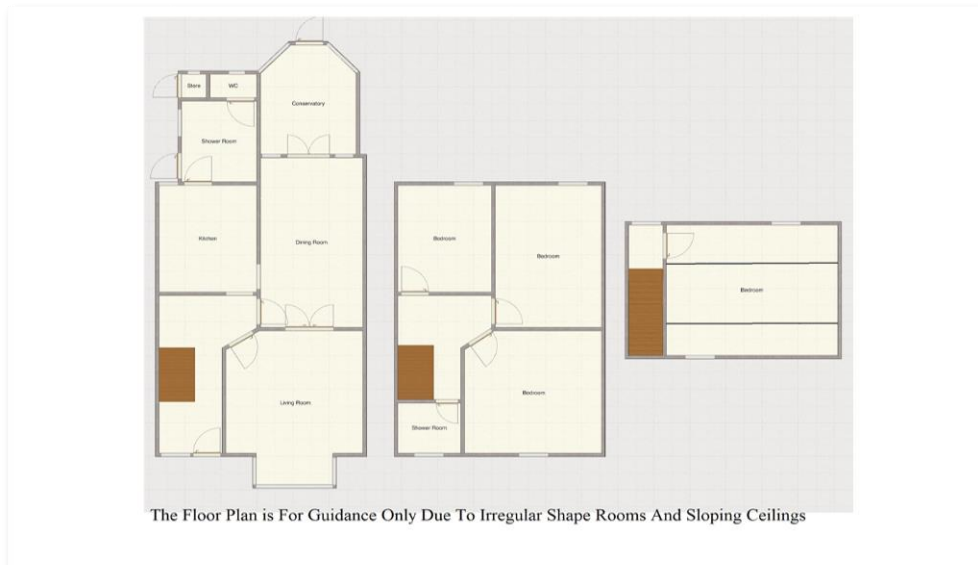 Store
WC
Conservatory
Shower Room
Kitchen
Dining Room
Living Room
Bedroom
Bedroom
Bedroom
Shower Room
Bedroom
The Floor Plan is For Guidance Only Due To Irregular Shape Rooms And Sloping Ceilings